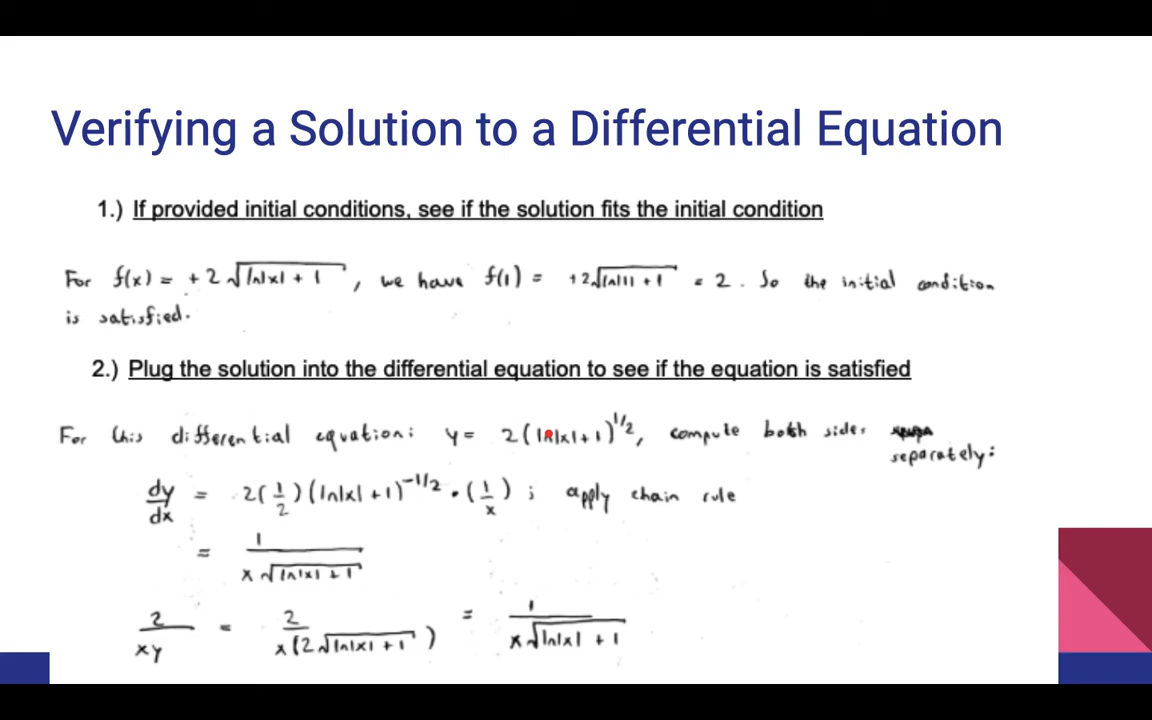 Verifying a Solution to a Differential Equation
1.) If provided initial conditions, see if the solution fits the initial condition
For f(x) = +2√(ln|x| + 1) , we have f(1) = +2√(ln|1| + 1) = 2 . So the initial condition
is satisfied.
2.) Plug the solution into the differential equation to see if the equation is satisfied
For this differential equation: y = 2(ln|x| + 1)^1/2, compute both sides
separately:
dy/dx = 2(1/2)(ln|x| + 1)^-1/2 · (1/x) ; apply chain rule
= 1/(x√(ln|x| + 1))
2/(xy) = 2/(x(2√(ln|x| + 1))) = 1/(x√(ln|x| + 1))